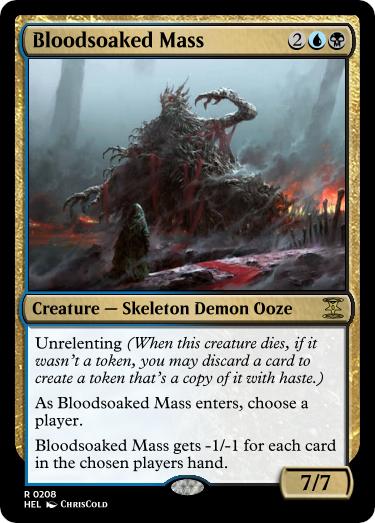 Bloodsoaked Mass 2
Creature — Skeleton Demon Ooze
Unrelenting (When this creature dies, if it
wasn't a token, you may discard a card to
create a token that's a copy of it with haste.)
As Bloodsoaked Mass enters, choose a
player.
Bloodsoaked Mass gets -1/-1 for each card
in the chosen players hand.
7/7
R 0208
HEL ChrisCold